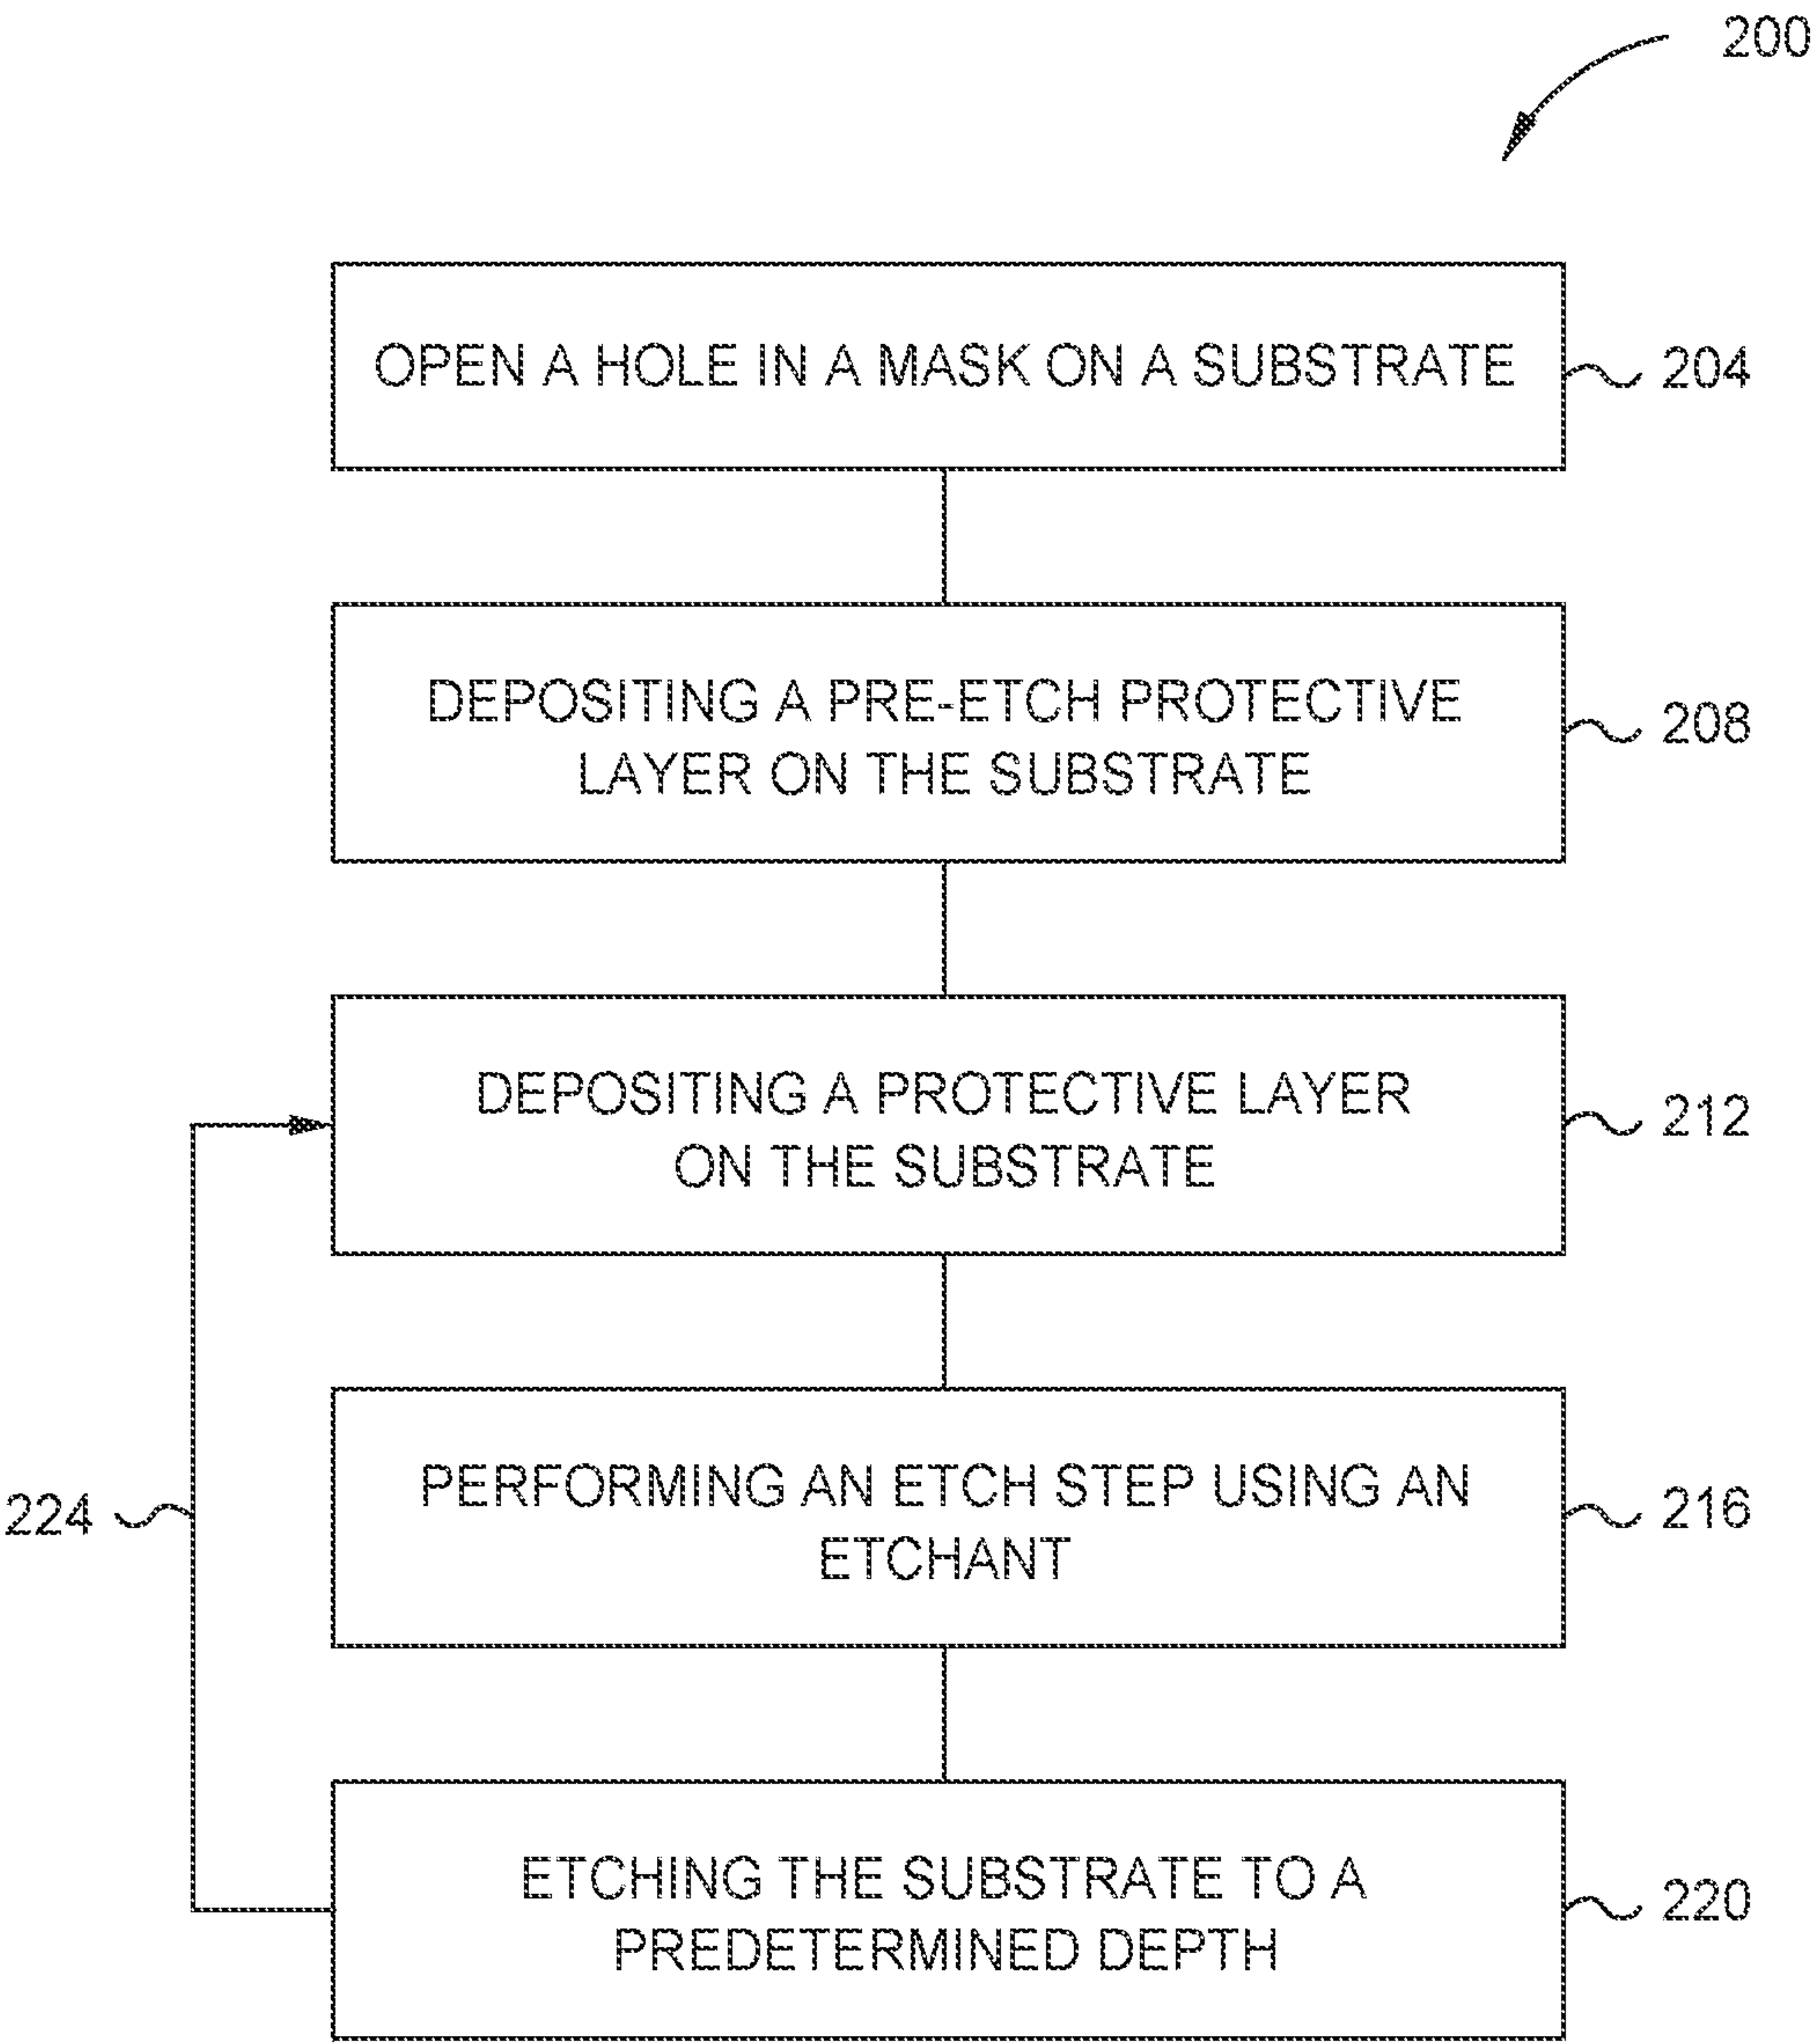 200
OPEN A HOLE IN A MASK ON A SUBSTRATE
204
DEPOSITING A PRE-ETCH PROTECTIVE
LAYER ON THE SUBSTRATE
208
DEPOSITING A PROTECTIVE LAYER
ON THE SUBSTRATE
212
PERFORMING AN ETCH STEP USING AN
ETCHANT
216
224
ETCHING THE SUBSTRATE TO A
PREDETERMINED DEPTH
220